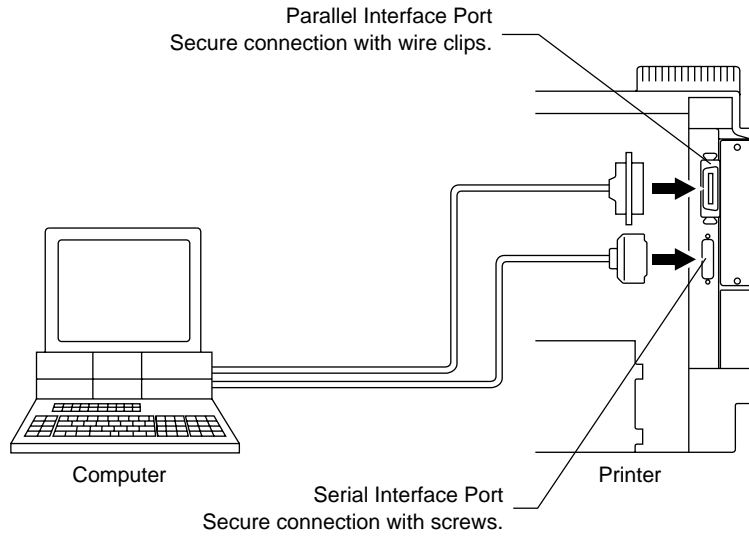 Parallel Interface Port
Secure connection with wire clips.
Computer
Printer
Serial Interface Port
Secure connection with screws.